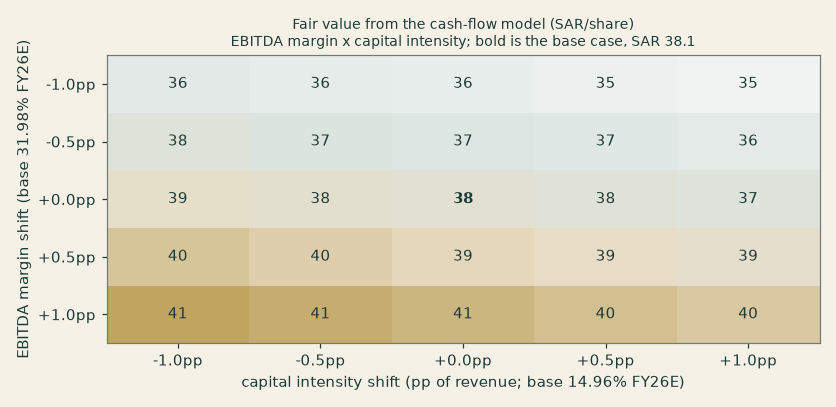 Fair value from the cash-flow model (SAR/share)
EBITDA margin x capital intensity; bold is the base case, SAR 38.1
EBITDA margin shift (base 31.98% FY26E)
-1.0pp 36 36 36 35 35
-0.5pp 38 37 37 37 36
+0.0pp 39 38 38 38 37
+0.5pp 40 40 39 39 39
+1.0pp 41 41 41 40 40
-1.0pp -0.5pp +0.0pp +0.5pp +1.0pp
capital intensity shift (pp of revenue; base 14.96% FY26E)